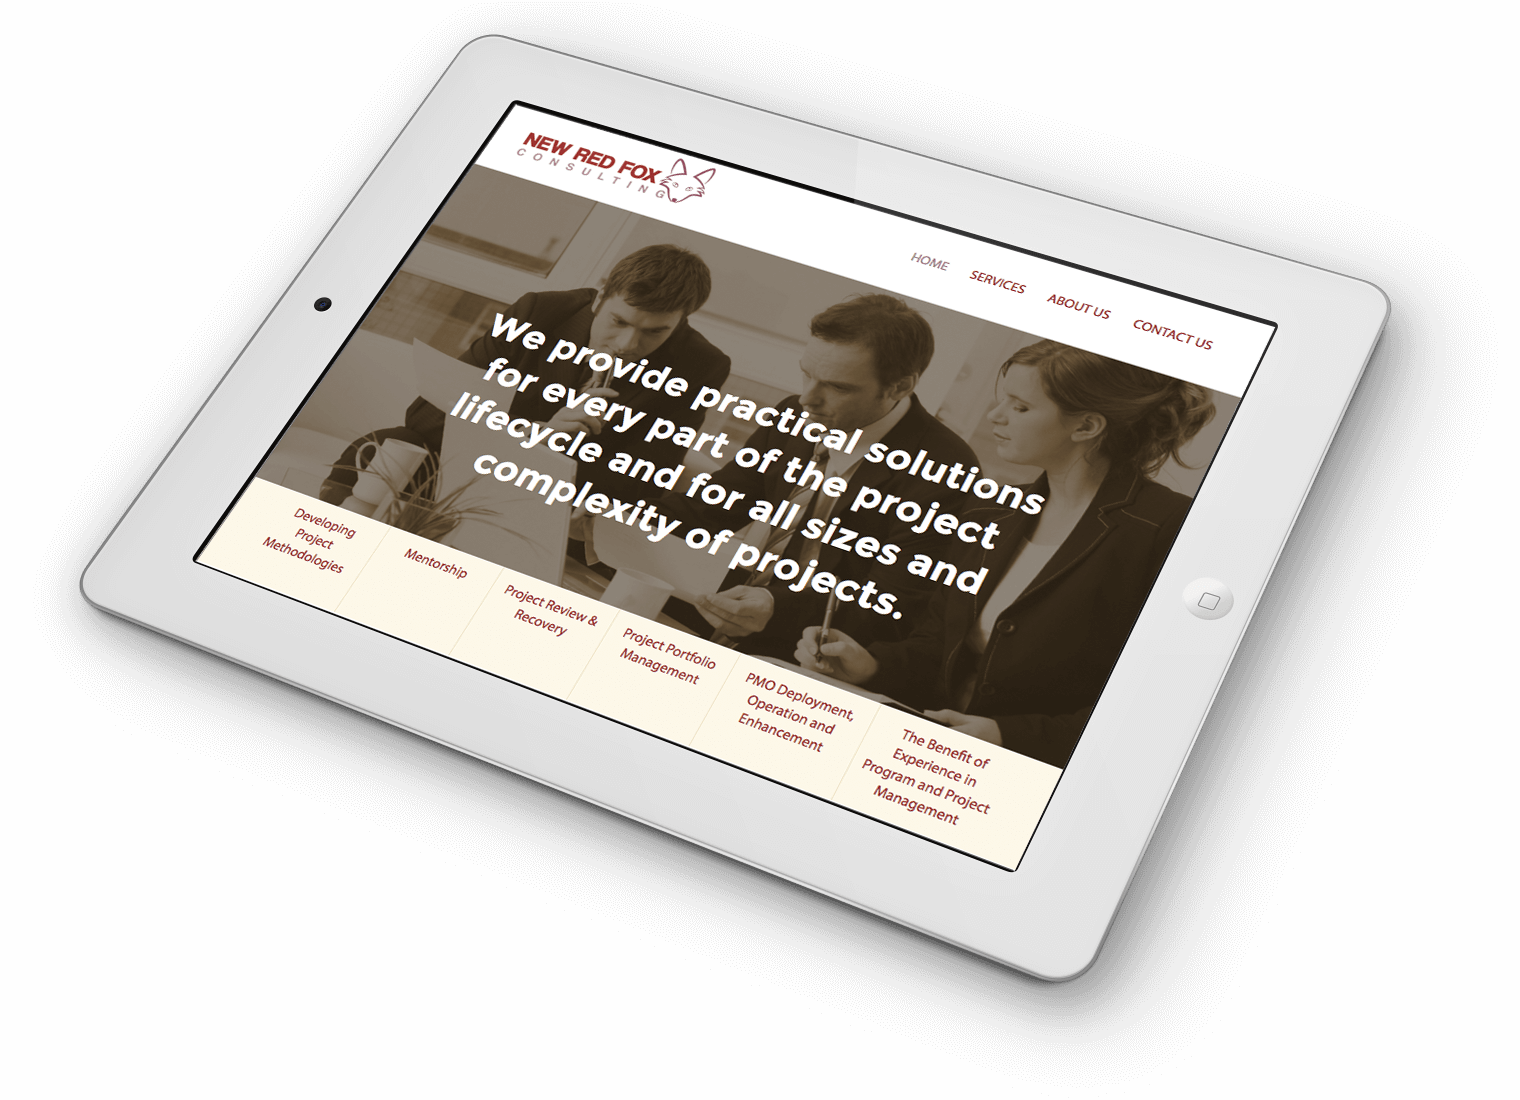 NEW RED FOX
CONSULTING
HOME
SERVICES
ABOUT US
CONTACT US
We provide practical solutions
for every part of the project
lifecycle and for all sizes and
complexity of projects.
Developing
Project
Methodologies
Mentorship
Project Review &
Recovery
Project Portfolio
Management
PMO Deployment,
Operation and
Enhancement
The Benefit of
Experience in
Program and Project
Management